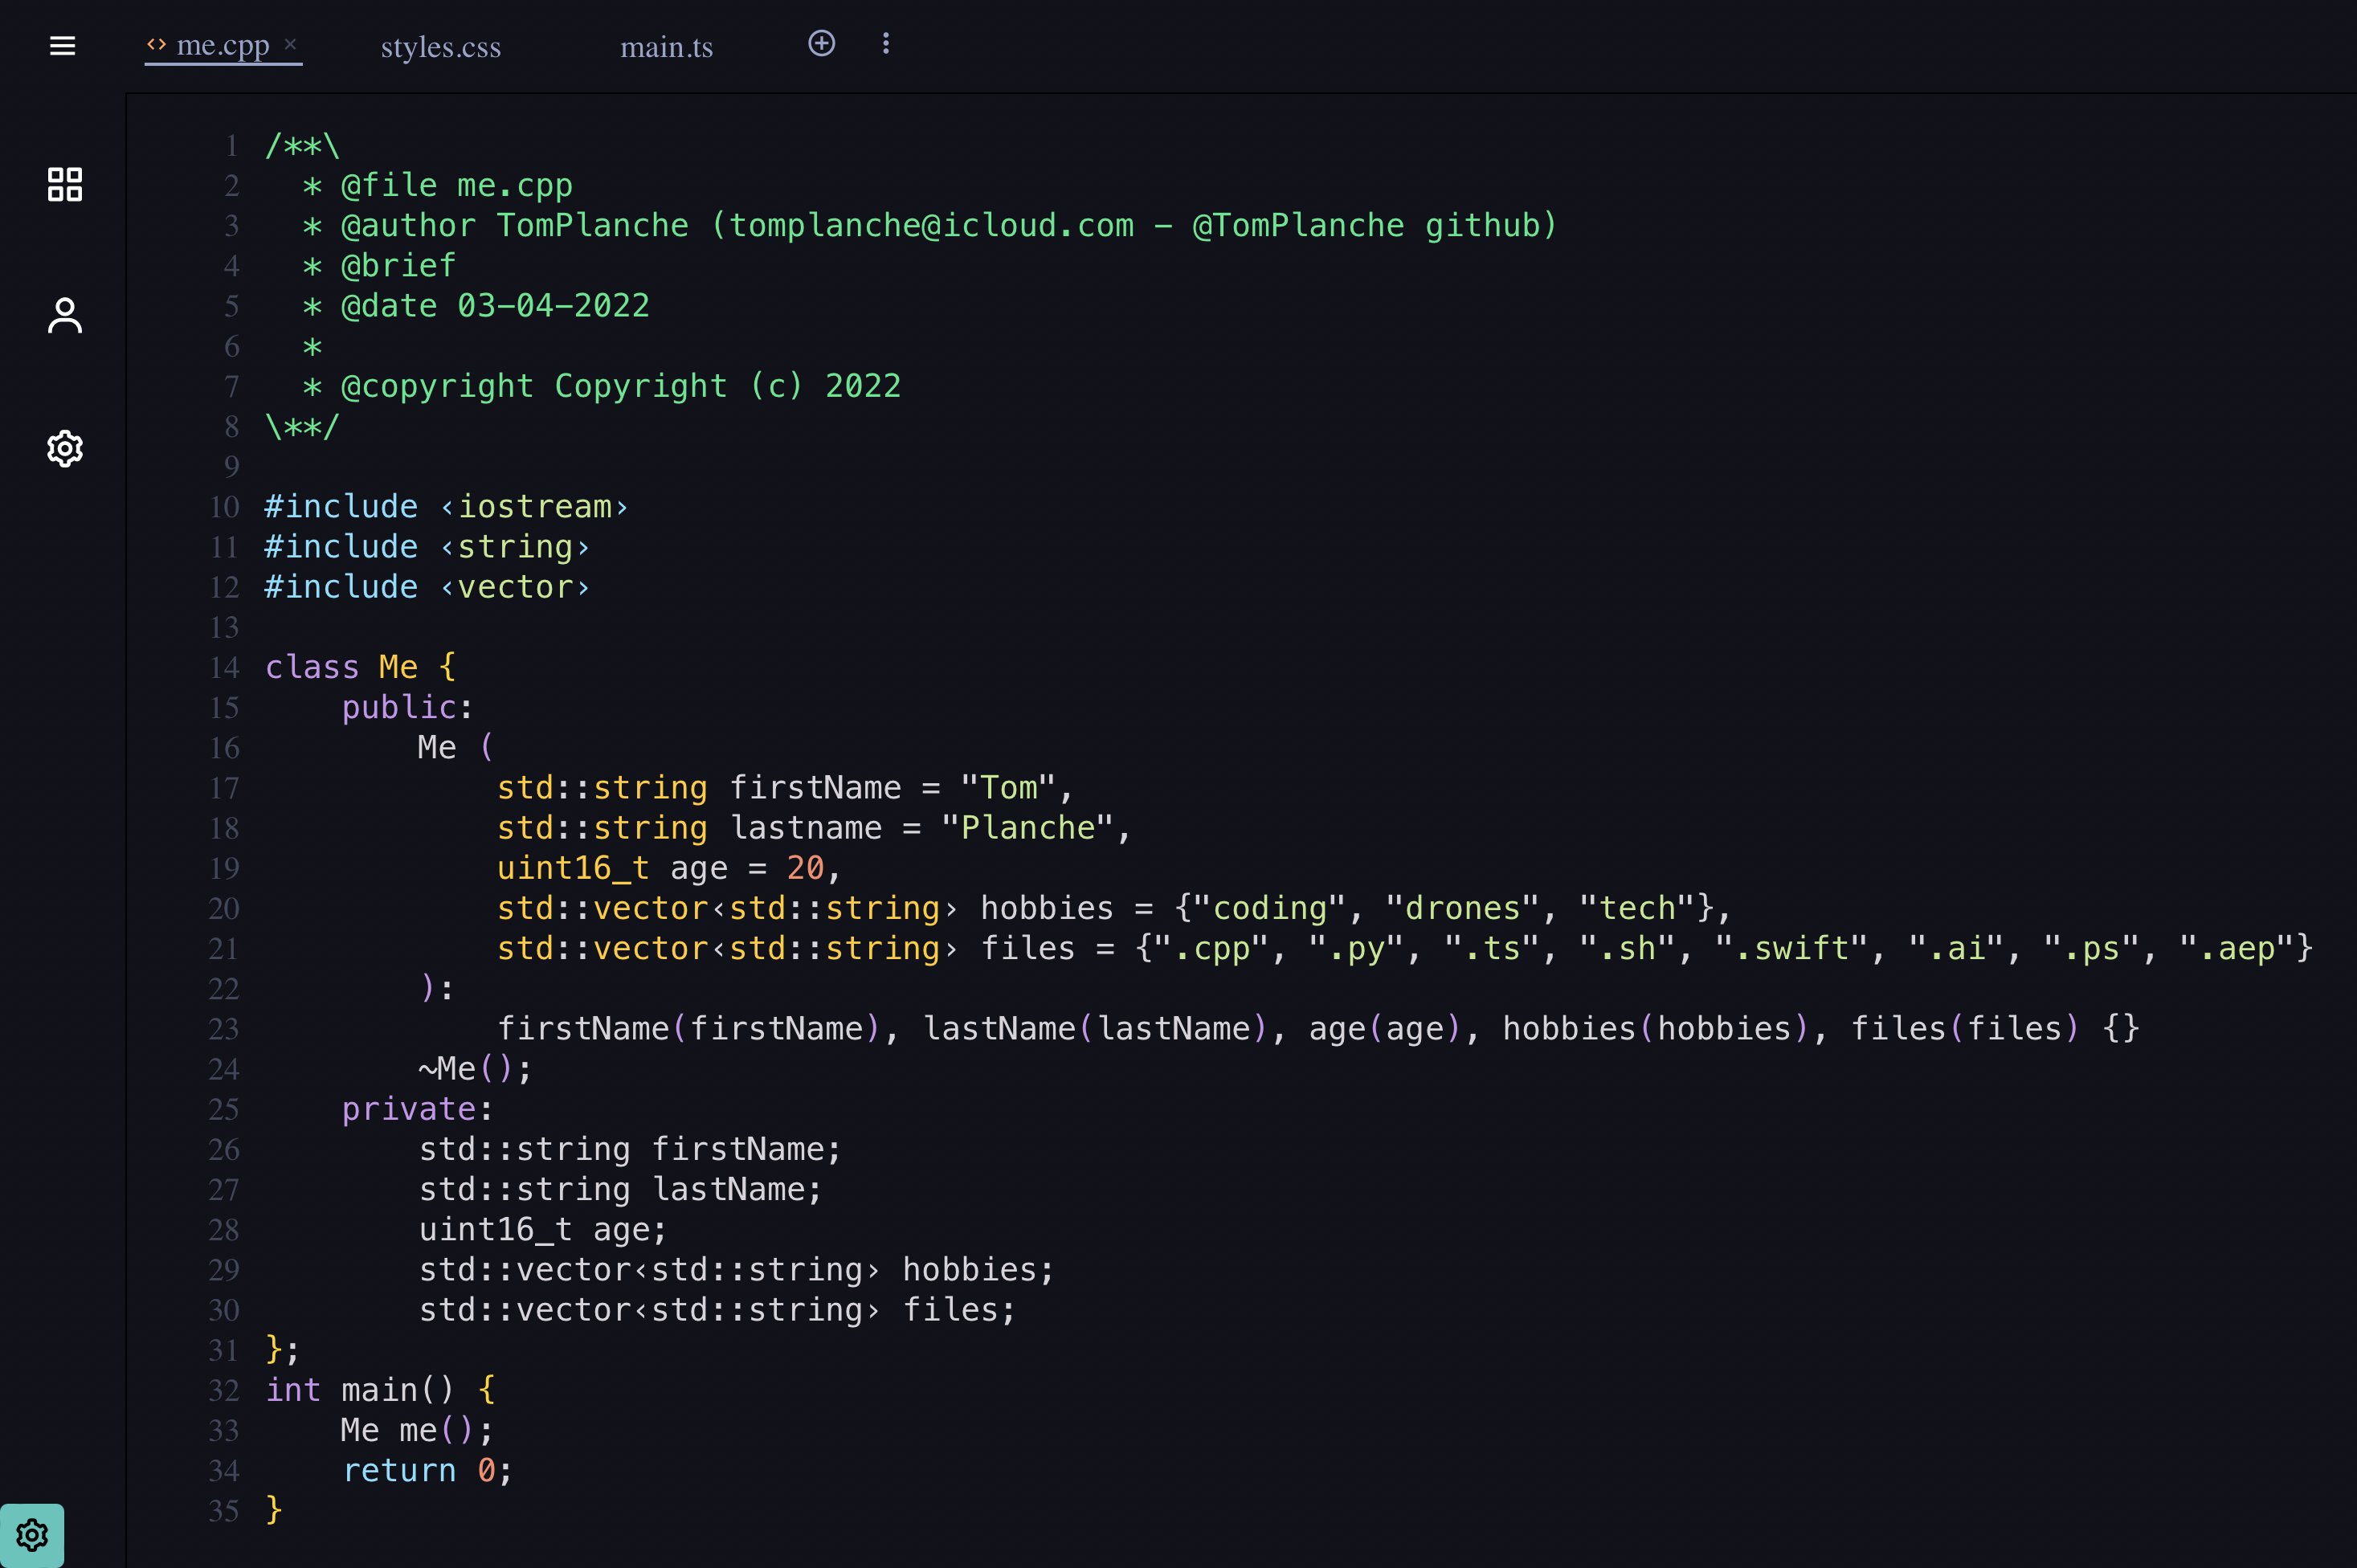 me.cpp × styles.css main.ts
1 /**\
2   * @file me.cpp
3   * @author TomPlanche (tomplanche@icloud.com - @TomPlanche github)
4   * @brief
5   * @date 03-04-2022
6   *
7   * @copyright Copyright (c) 2022
8 \**/
9
10 #include ‹iostream›
11 #include ‹string›
12 #include ‹vector›
13
14 class Me {
15     public:
16         Me (
17             std::string firstName = "Tom",
18             std::string lastname = "Planche",
19             uint16_t age = 20,
20             std::vector‹std::string› hobbies = {"coding", "drones", "tech"},
21             std::vector‹std::string› files = {".cpp", ".py", ".ts", ".sh", ".swift", ".ai", ".ps", ".aep"}
22         ):
23             firstName(firstName), lastName(lastName), age(age), hobbies(hobbies), files(files) {}
24         ~Me();
25     private:
26         std::string firstName;
27         std::string lastName;
28         uint16_t age;
29         std::vector‹std::string› hobbies;
30         std::vector‹std::string› files;
31 };
32 int main() {
33     Me me();
34     return 0;
35 }